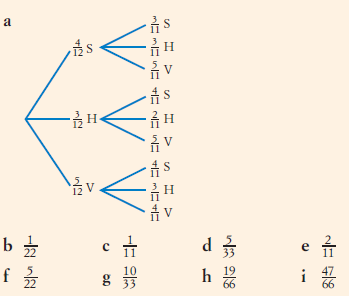 a
3/11 S
4/12 S
3/11 H
5/11 V
4/11 S
3/12 H
2/11 H
5/11 V
4/11 S
5/12 V
3/11 H
4/11 V
b 1/22 c 1/11 d 5/33 e 2/11
f 5/22 g 10/33 h 19/66 i 47/66